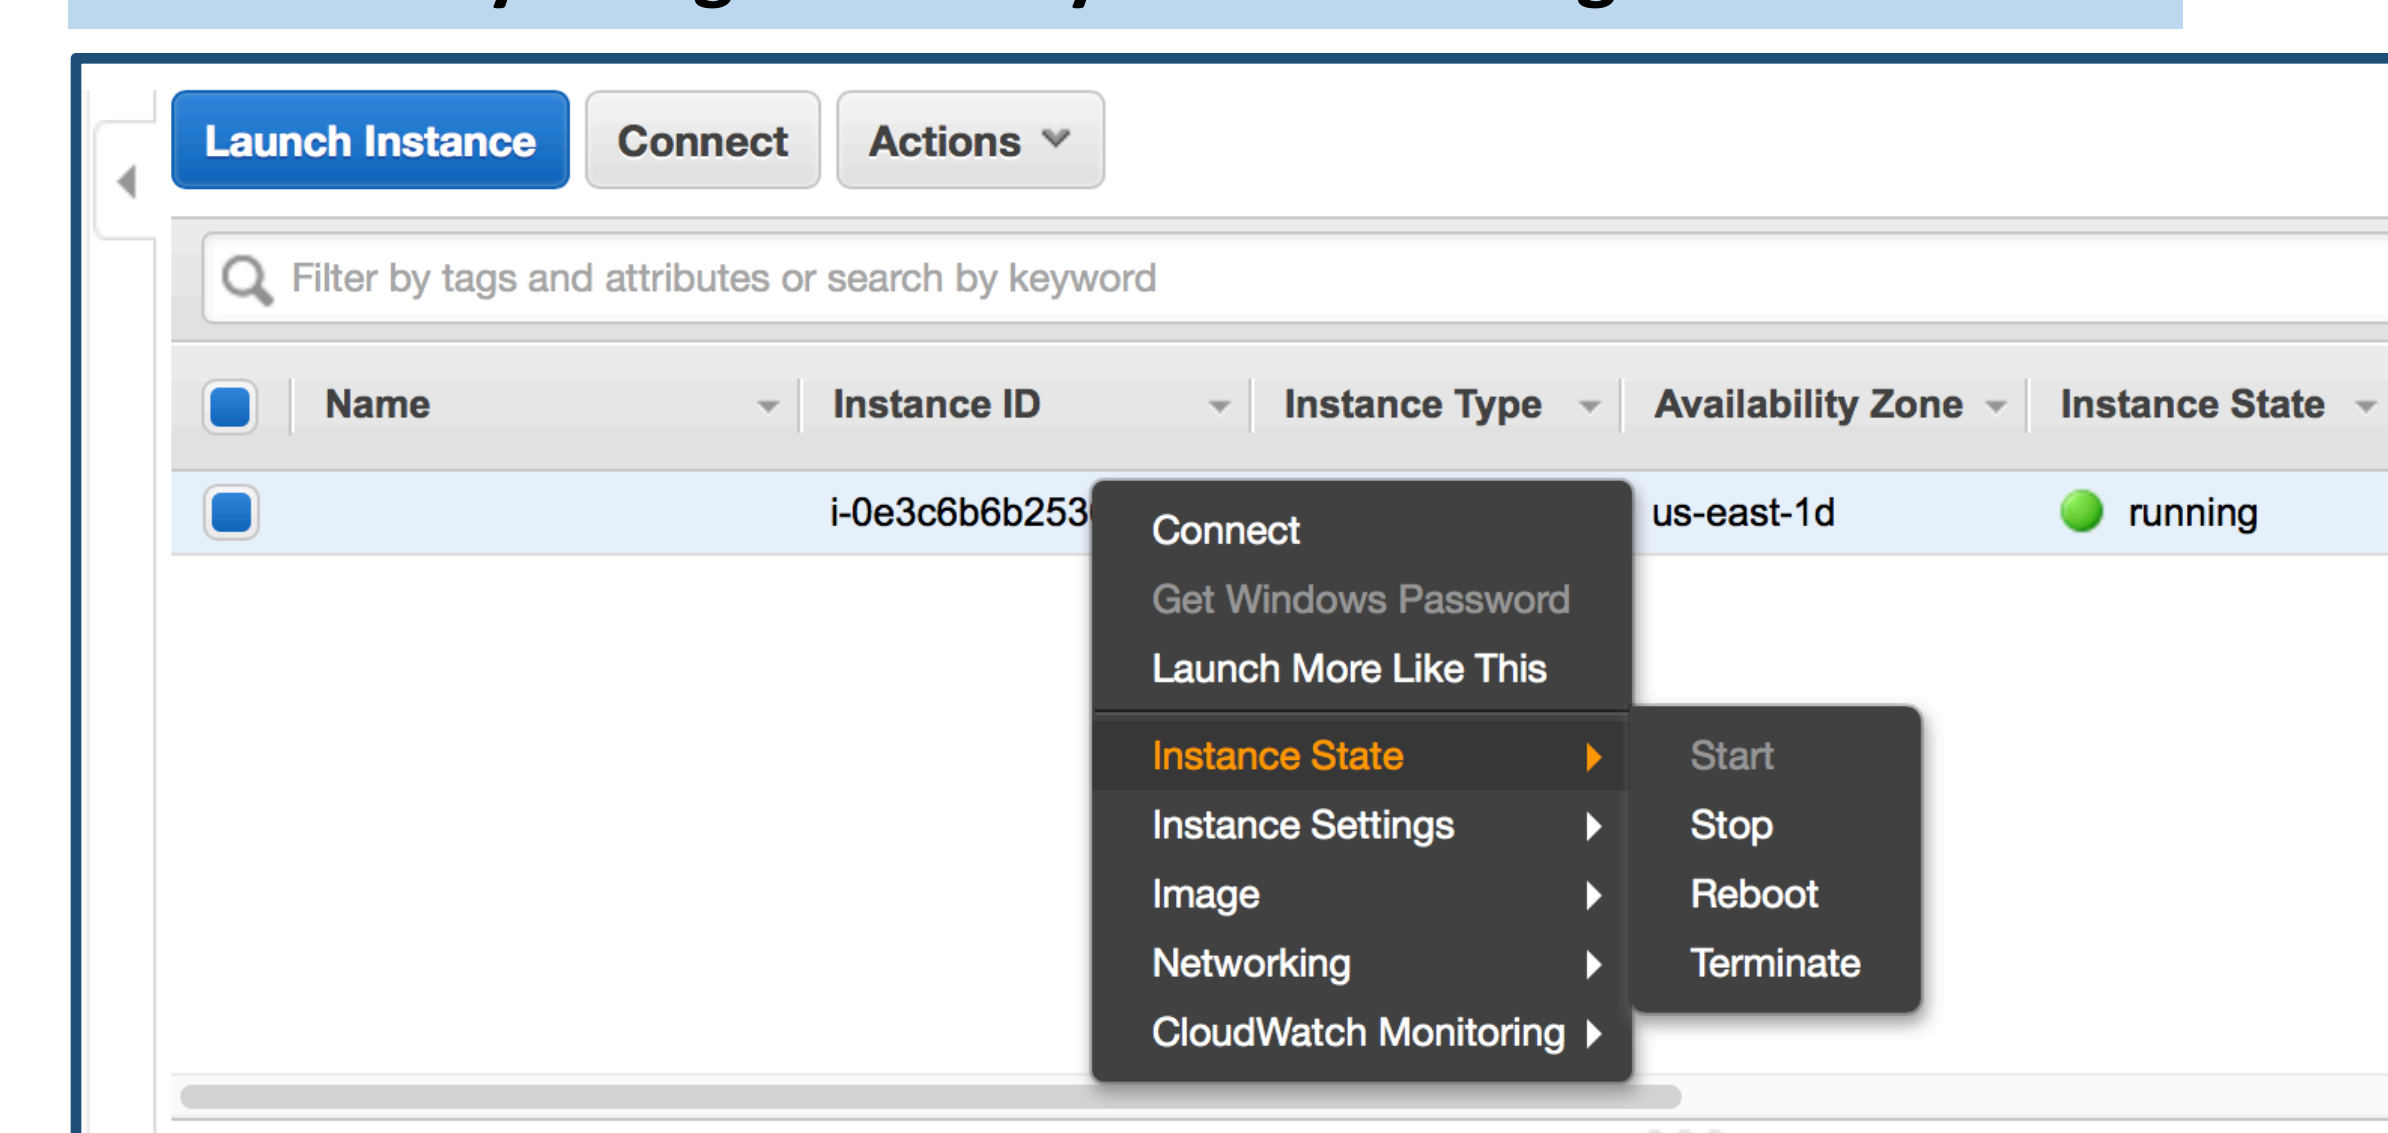 Launch Instance Connect Actions
Filter by tags and attributes or search by keyword
Name Instance ID Instance Type Availability Zone Instance State
i-0e3c6b6b253 us-east-1d running
Connect
Get Windows Password
Launch More Like This
Instance State
Instance Settings
Image
Networking
CloudWatch Monitoring
Start
Stop
Reboot
Terminate